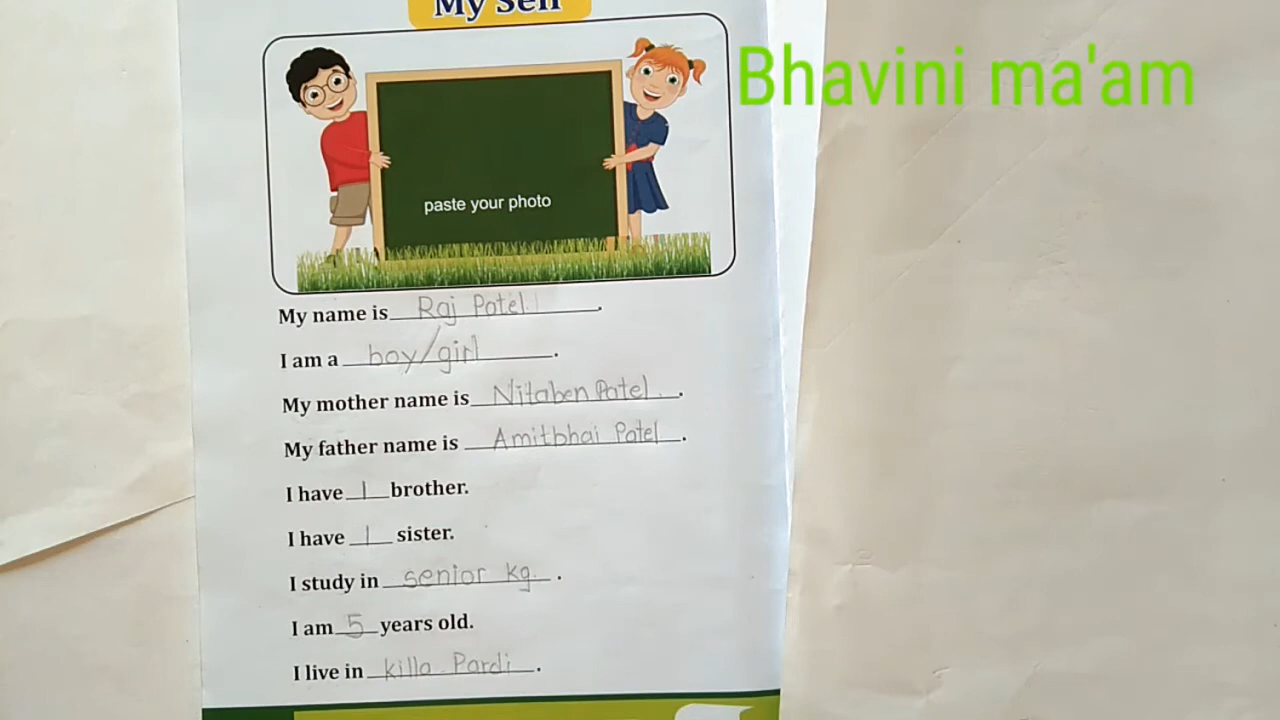 My Self
Bhavini ma'am
paste your photo
My name is Raj Patel.
I am a boy/girl.
My mother name is Nitaben Patel.
My father name is Amitbhai Patel.
I have 1 brother.
I have 1 sister.
I study in senior kg.
I am 5 years old.
I live in killa Pardi.